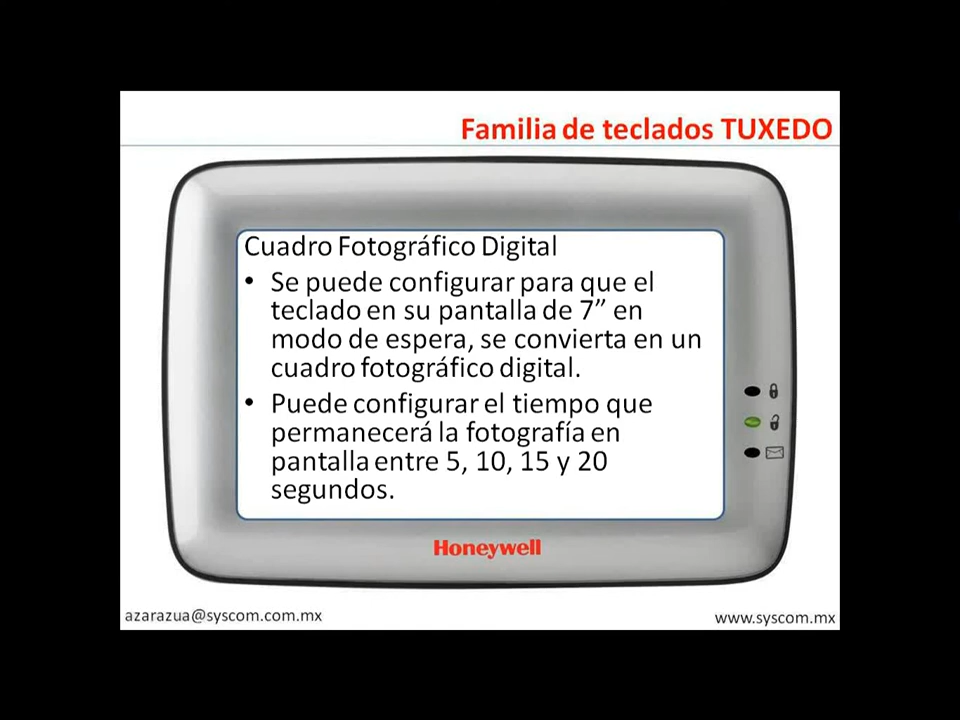 Familia de teclados TUXEDO
Cuadro Fotográfico Digital
• Se puede configurar para que el
teclado en su pantalla de 7” en
modo de espera, se convierta en un
cuadro fotográfico digital.
• Puede configurar el tiempo que
permanecerá la fotografía en
pantalla entre 5, 10, 15 y 20
segundos.
Honeywell
azarazua@syscom.com.mx
www.syscom.mx